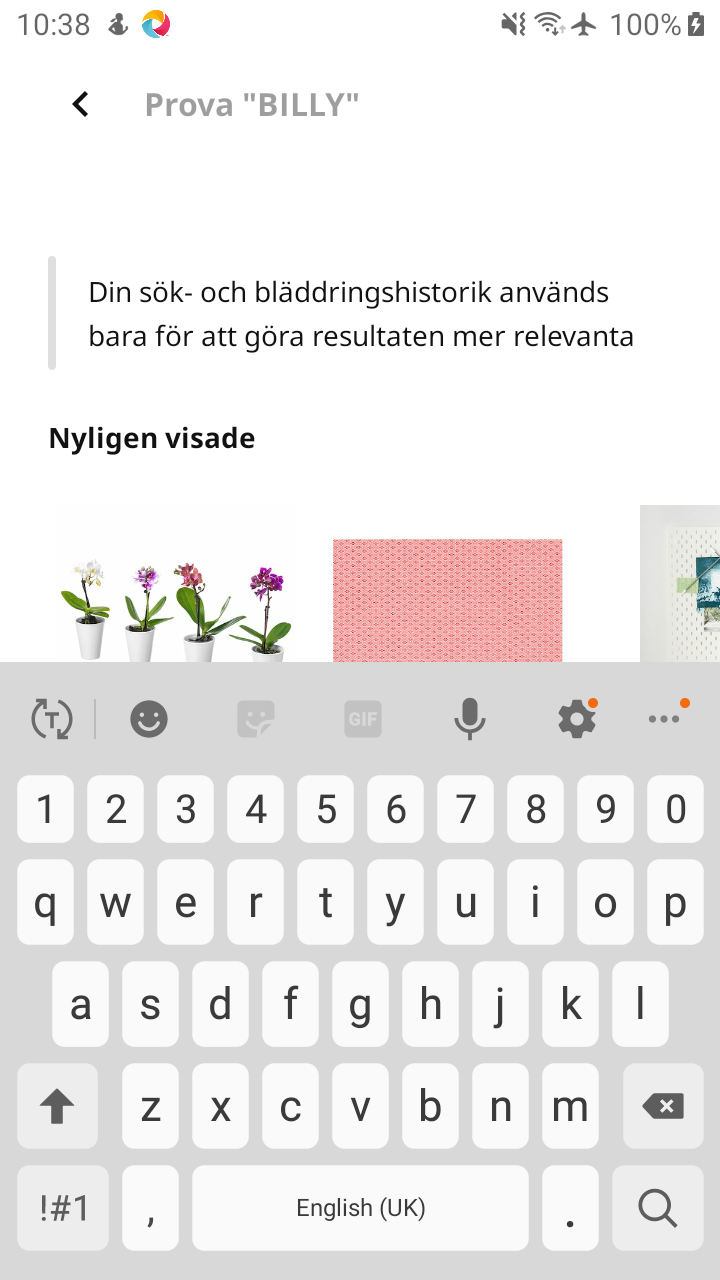 10:38
100%
Prova "BILLY"
Din sök- och bläddringshistorik används
bara för att göra resultaten mer relevanta
Nyligen visade
T
GIF
1 2 3 4 5 6 7 8 9 0
q w e r t y u i o p
a s d f g h j k l
z x c v b n m
!#1 , English (UK) .